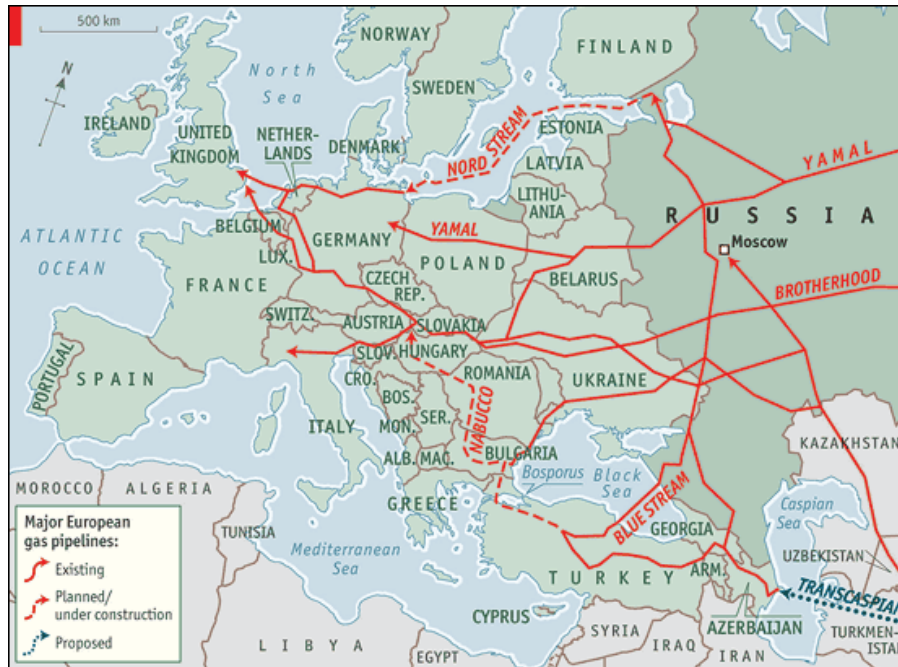 500 km
N
NORWAY
FINLAND
SWEDEN
North
Sea
IRELAND
UNITED
KINGDOM
NETHER-
LANDS
DENMARK
NORD STREAM
ESTONIA
LATVIA
LITHU-
ANIA
YAMAL
RUSSIA
Moscow
BELGIUM
LUX.
GERMANY
YAMAL
POLAND
BELARUS
BROTHERHOOD
ATLANTIC
OCEAN
FRANCE
CZECH
REP.
SWITZ.
AUSTRIA
SLOVAKIA
SLOV.
HUNGARY
CRO.
ROMANIA
UKRAINE
PORTUGAL
SPAIN
ITALY
BOS.
SER.
MON.
NABUCCO
BULGARIA
ALB.
MAC.
GREECE
Bosporus
Black
Sea
BLUE STREAM
KAZAKHSTAN
Caspian
Sea
GEORGIA
ARM.
TURKEY
AZERBAIJAN
UZBEKISTAN
TRANSCASPIAN
TURKMEN-
ISTAN
MOROCCO
ALGERIA
TUNISIA
Mediterranean
Sea
CYPRUS
SYRIA
IRAQ
IRAN
LIBYA
EGYPT
Major European
gas pipelines:
Existing
Planned/
under construction
Proposed